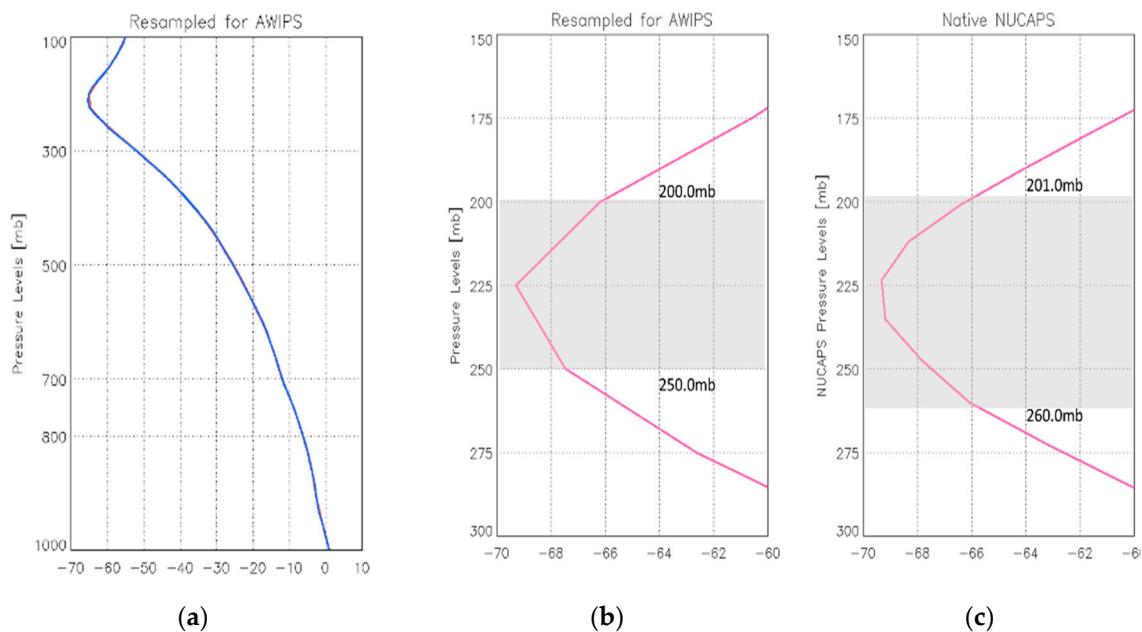 Resampled for AWIPS
Pressure Levels [mb]
100
300
500
700
800
1000
-70 -60 -50 -40 -30 -20 -10 0 10
(a)
Resampled for AWIPS
Pressure Levels [mb]
150
175
200
225
250
275
300
200.0mb
250.0mb
-70 -68 -66 -64 -62 -60
(b)
Native NUCAPS
NUCAPS Pressure Levels [mb]
150
175
200
225
250
275
300
201.0mb
260.0mb
-70 -68 -66 -64 -62 -6
(c)